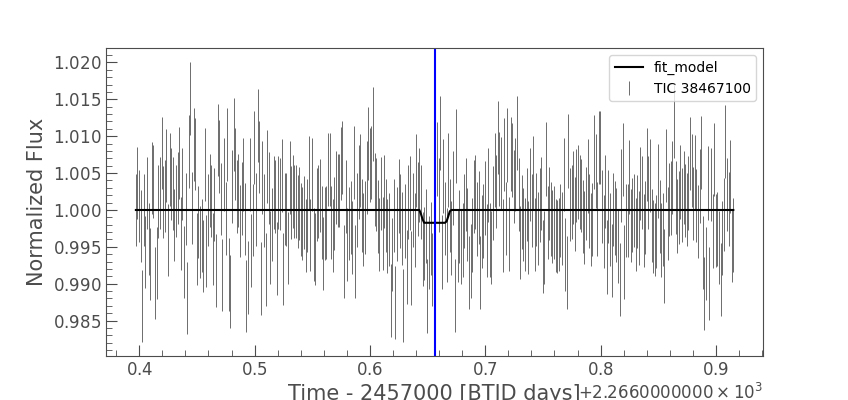 fit_model
TIC 38467100
1.020
1.015
1.010
1.005
1.000
0.995
0.990
0.985
Normalized Flux
0.4 0.5 0.6 0.7 0.8 0.9
Time - 2457000 [BTJD days]
+2.2660000000 × 10³